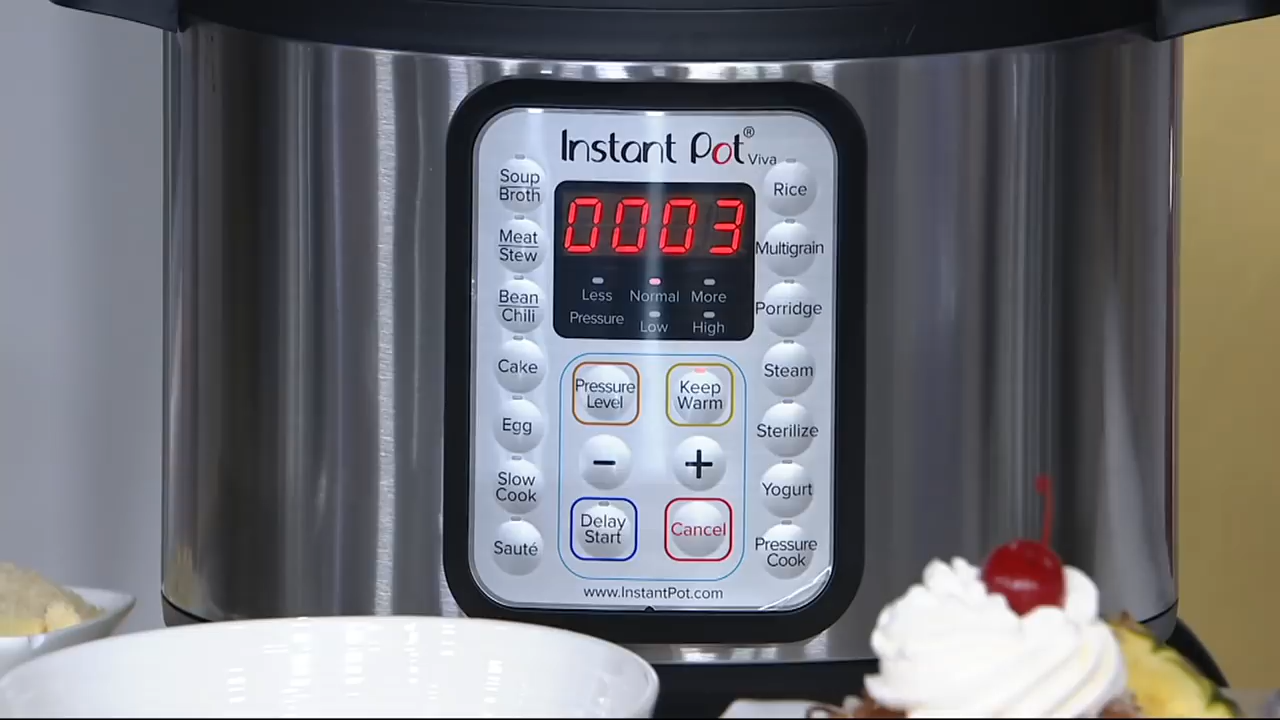 Instant Pot®
Viva
Soup
Broth
Meat
Stew
Bean
Chili
Cake
Egg
Slow
Cook
Sauté
0003
Less Normal More
Pressure Low High
Pressure
Level
Keep
Warm
− +
Delay
Start
Cancel
Rice
Multigrain
Porridge
Steam
Sterilize
Yogurt
Pressure
Cook
www.InstantPot.com